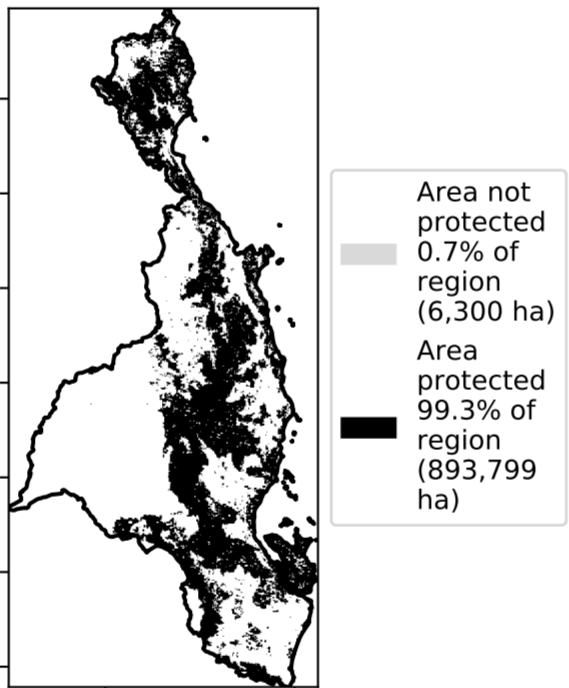 Area not
protected
0.7% of
region
(6,300 ha)
Area
protected
99.3% of
region
(893,799
ha)